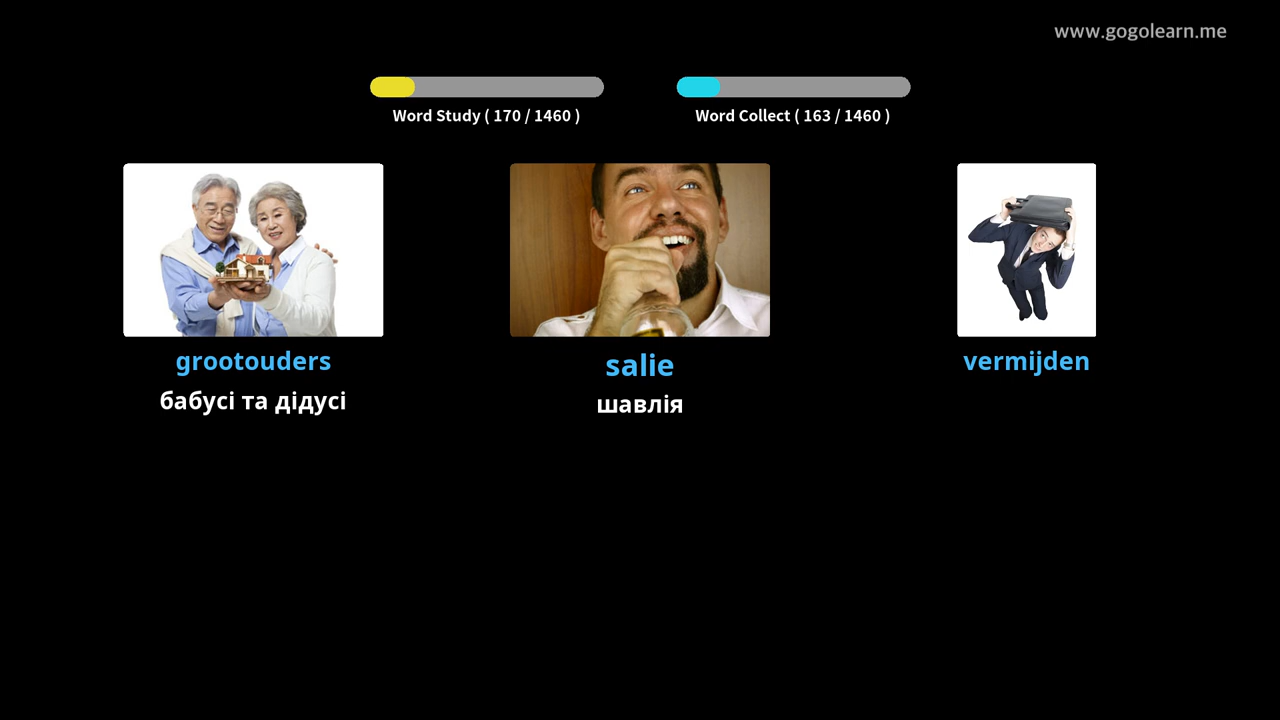 www.gogolearn.me
Word Study ( 170 / 1460 )
Word Collect ( 163 / 1460 )
grootouders
бабусі та дідусі
salie
шавлія
vermijden